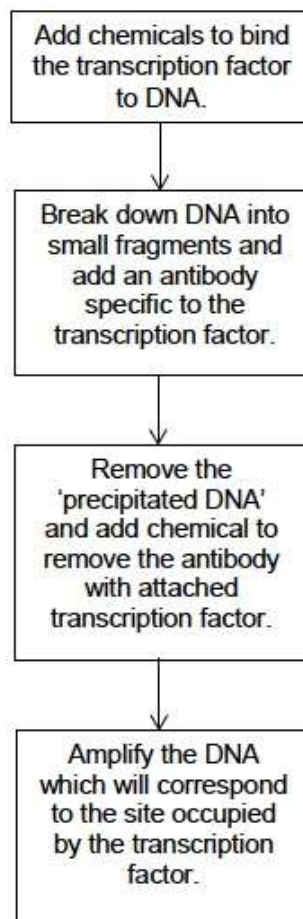 Add chemicals to bind
the transcription factor
to DNA.
Break down DNA into
small fragments and
add an antibody
specific to the
transcription factor.
Remove the
‘precipitated DNA’
and add chemical to
remove the antibody
with attached
transcription factor.
Amplify the DNA
which will correspond
to the site occupied
by the transcription
factor.